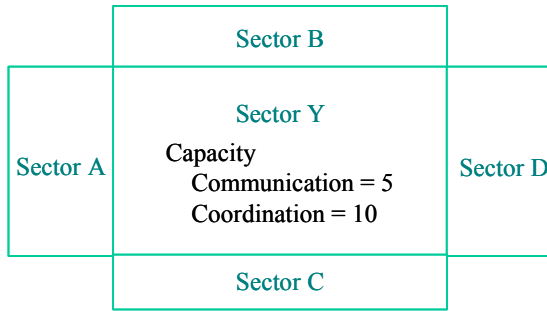 Sector B
Sector Y
Sector A
Capacity
Communication = 5
Coordination = 10
Sector D
Sector C